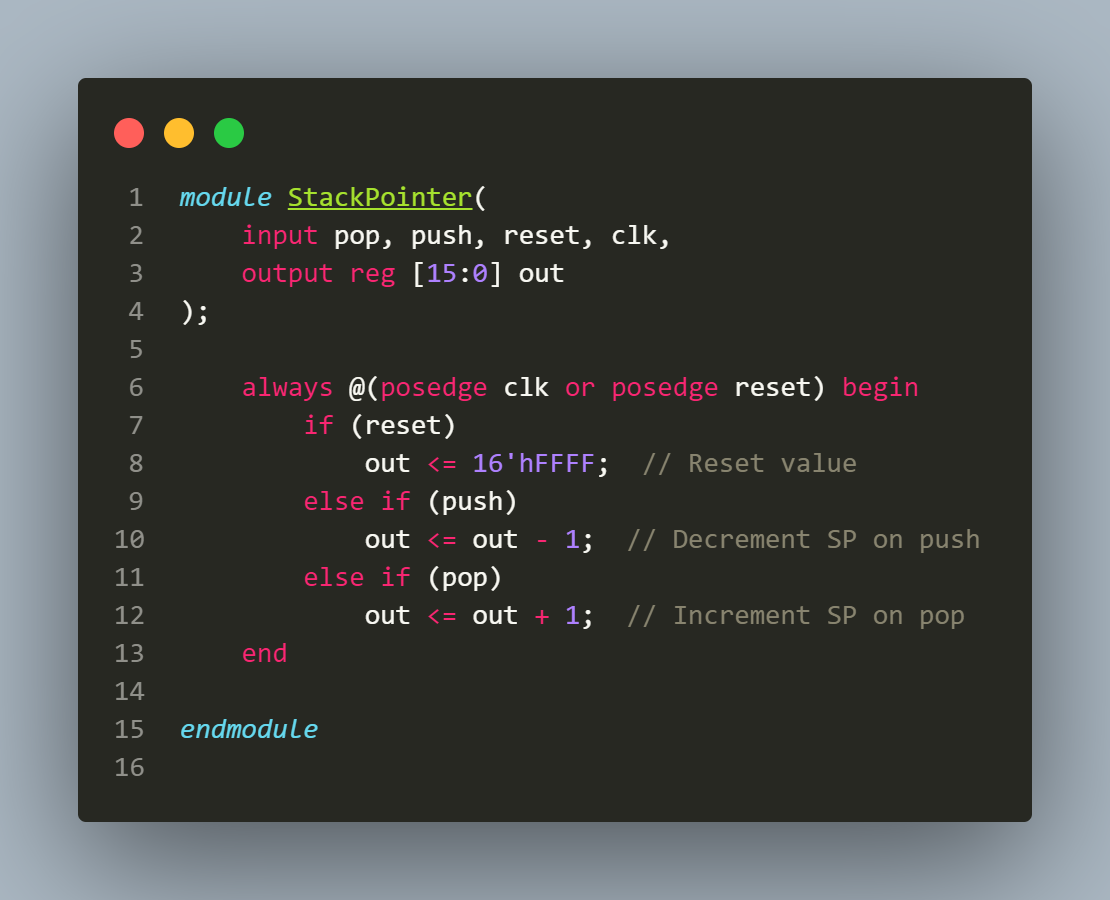 1 module StackPointer(
2     input pop, push, reset, clk,
3     output reg [15:0] out
4 );
5
6     always @(posedge clk or posedge reset) begin
7         if (reset)
8             out <= 16'hFFFF;  // Reset value
9         else if (push)
10             out <= out - 1;  // Decrement SP on push
11         else if (pop)
12             out <= out + 1;  // Increment SP on pop
13     end
14
15 endmodule
16